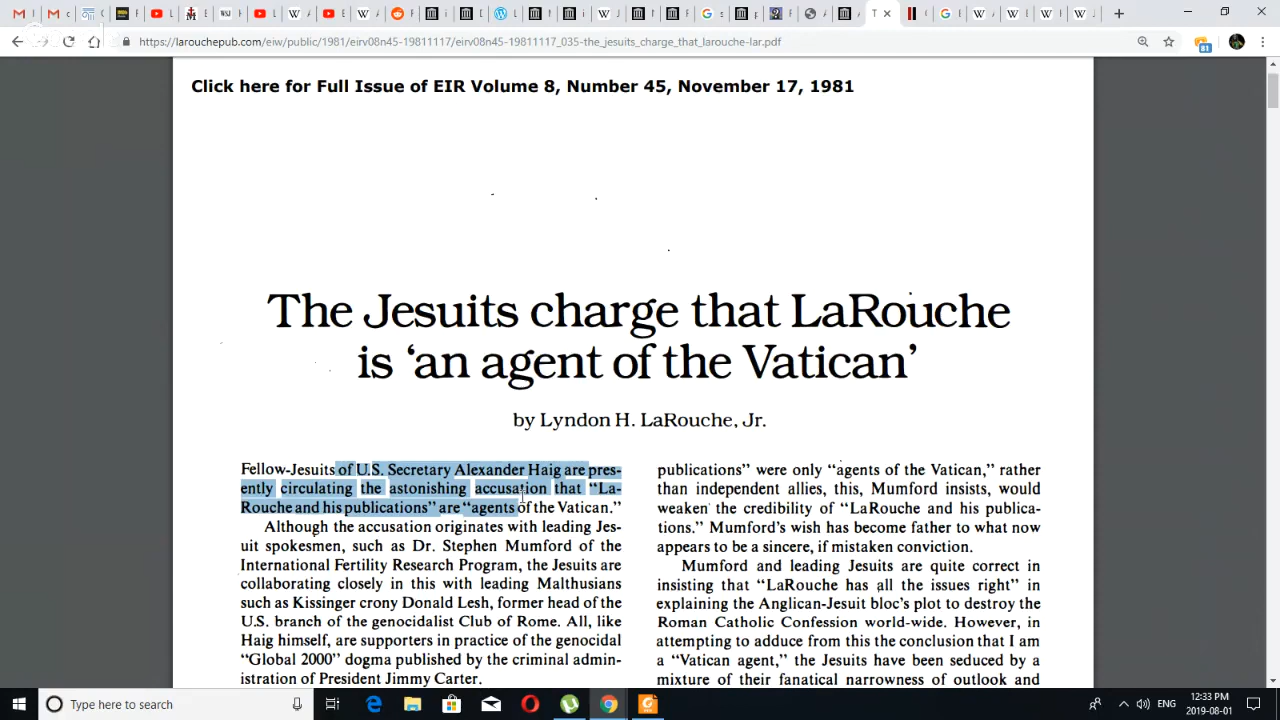 https://larouchepub.com/eiw/public/1981/eirv08n45-19811117/eirv08n45-19811117_035-the_jesuits_charge_that_larouche-lar.pdf
81
Click here for Full Issue of EIR Volume 8, Number 45, November 17, 1981
The Jesuits charge that LaRouche
is ‘an agent of the Vatican’
by Lyndon H. LaRouche, Jr.
Fellow-Jesuits of U.S. Secretary Alexander Haig are pres-
ently circulating the astonishing accusation that “La-
Rouche and his publications” are “agents of the Vatican.”
Although the accusation originates with leading Jes-
uit spokesmen, such as Dr. Stephen Mumford of the
International Fertility Research Program, the Jesuits are
collaborating closely in this with leading Malthusians
such as Kissinger crony Donald Lesh, former head of the
U.S. branch of the genocidalist Club of Rome. All, like
Haig himself, are supporters in practice of the genocidal
“Global 2000” dogma published by the criminal admin-
istration of President Jimmy Carter.
publications” were only “agents of the Vatican,” rather
than independent allies, this, Mumford insists, would
weaken the credibility of “LaRouche and his publica-
tions.” Mumford's wish has become father to what now
appears to be a sincere, if mistaken conviction.
Mumford and leading Jesuits are quite correct in
insisting that “LaRouche has all the issues right” in
explaining the Anglican-Jesuit bloc's plot to destroy the
Roman Catholic Confession world-wide. However, in
attempting to adduce from this the conclusion that I am
a “Vatican agent,” the Jesuits have been seduced by a
mixture of their fanatical narrowness of outlook and
Type here to search
ENG
12:33 PM
2019-08-01